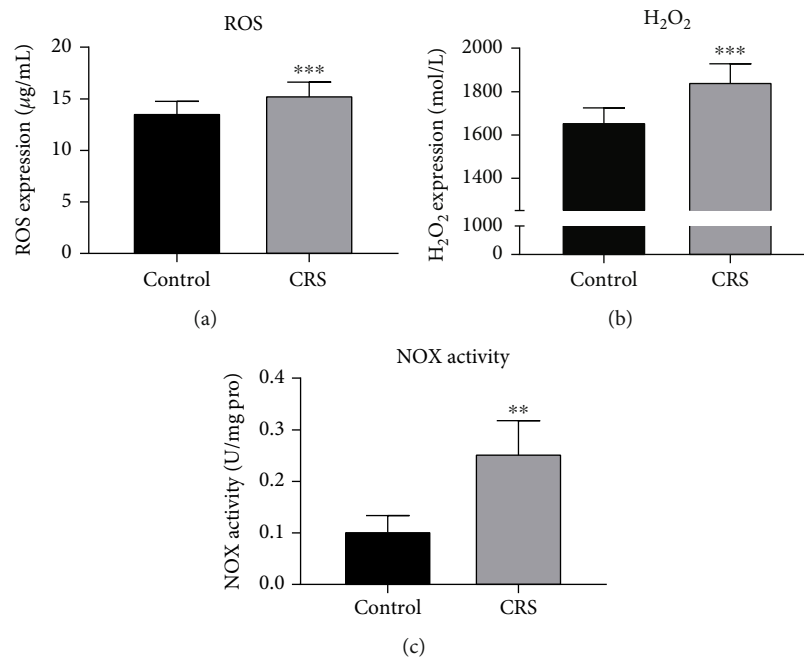 ROS
ROS expression (μg/mL)
20
15
10
5
0
***
Control
CRS
(a)
H₂O₂
H₂O₂ expression (mol/L)
2000
1800
1600
1400
1000
0
***
Control
CRS
(b)
NOX activity
NOX activity (U/mg pro)
0.4
0.3
0.2
0.1
0.0
**
Control
CRS
(c)